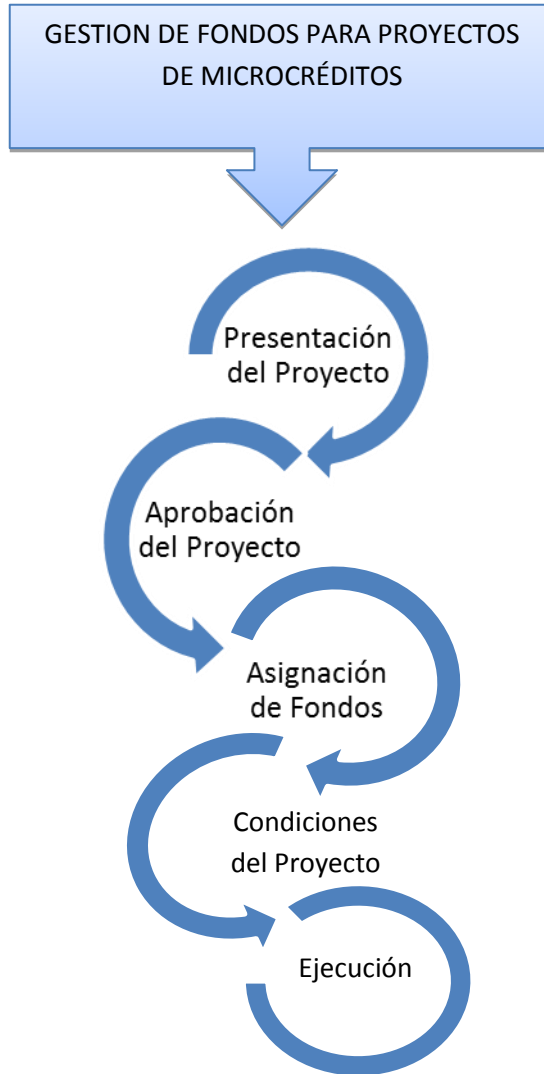 GESTION DE FONDOS PARA PROYECTOS
DE MICROCRÉDITOS
Presentación
del Proyecto
Aprobación
del Proyecto
Asignación
de Fondos
Condiciones
del Proyecto
Ejecución